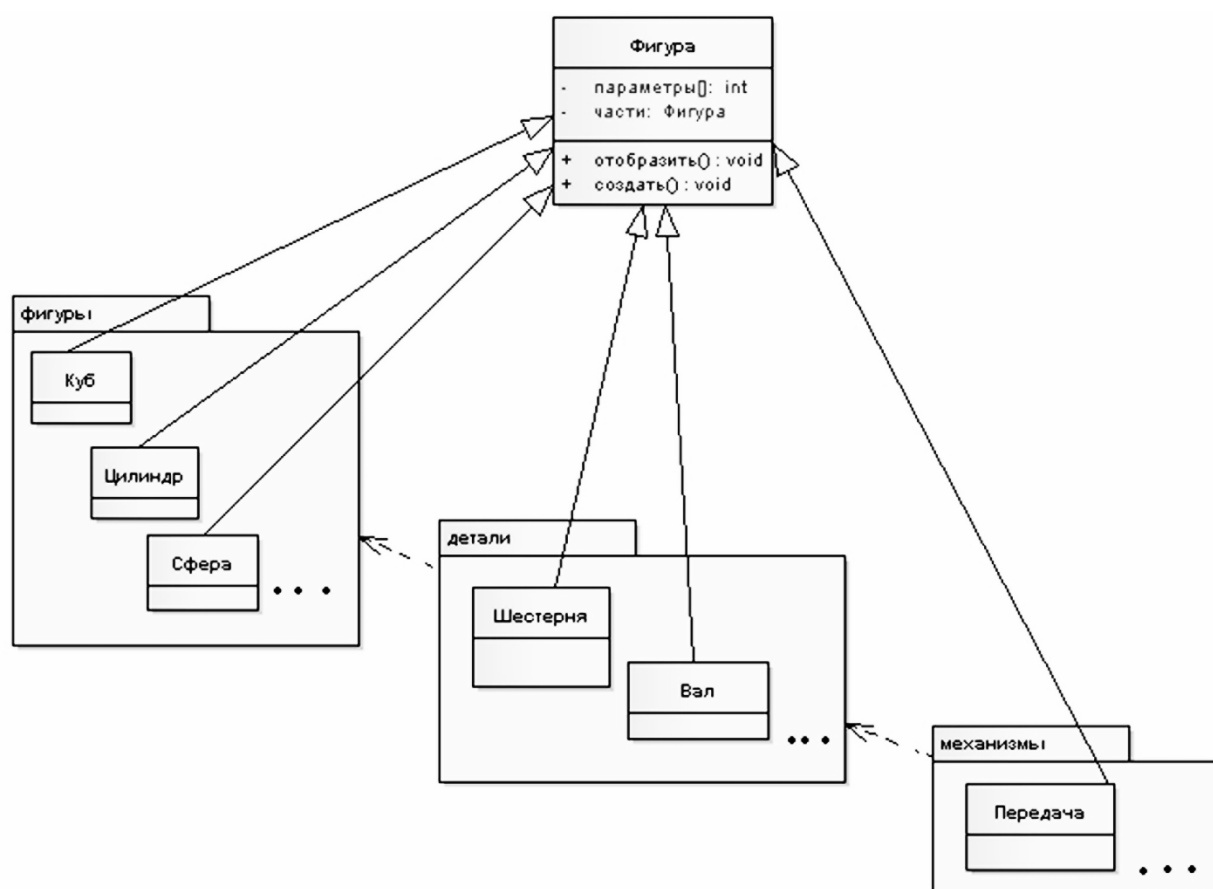 Фигура
- параметры[]: int
- части: Фигура
+ отобразить() : void
+ создать() : void
фигуры
Куб
Цилиндр
Сфера
• • •
детали
Шестерня
Вал
• • •
механизмы
Передача
• • •